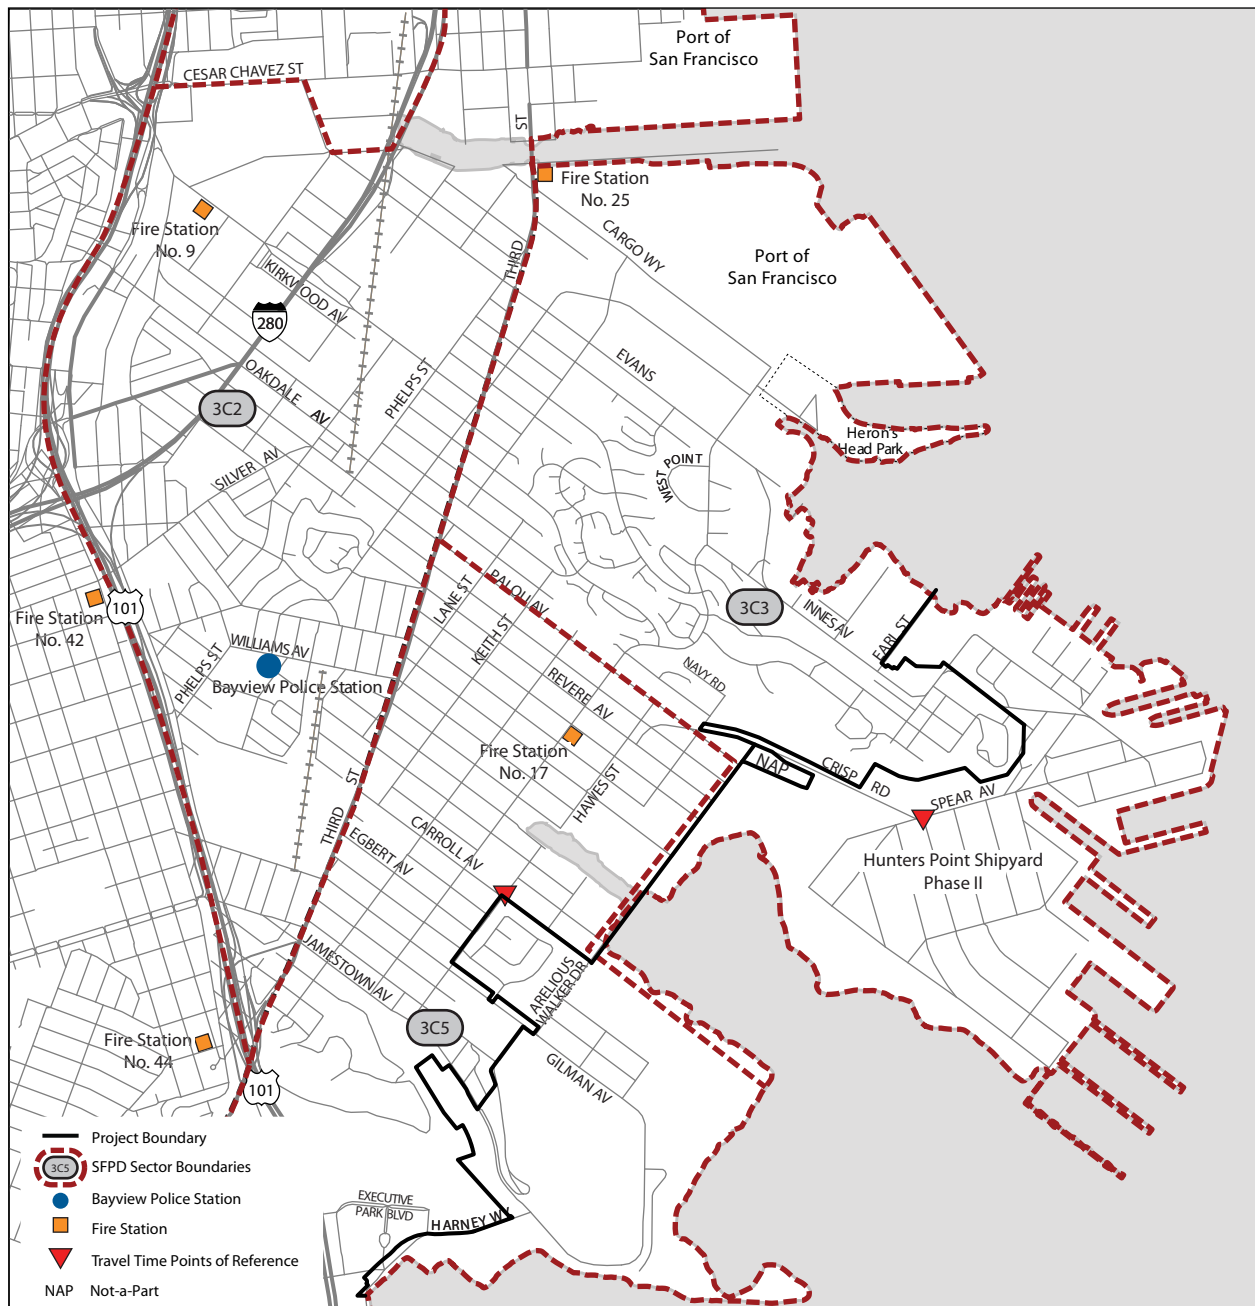 Port of
San Francisco
CESAR CHAVEZ ST
ST
Fire Station
No. 25
Fire Station
No. 9
CARGO WY
THIRD
Port of
San Francisco
KIRKWOOD AV
280
EVANS
OAKDALE AV
PHELPS ST
3C2
Heron's
Head Park
WEST POINT
SILVER AV
PALOU AV
LANE ST
3C3
INNES AV
EARL ST
101
Fire Station
No. 42
KEITH ST
WILLIAMS AV
PHELPS ST
Bayview Police Station
NAVY RD
REVERE AV
Fire Station
No. 17
NAP
CRISP RD
SPEAR AV
HAWES ST
THIRD ST
CARROLL AV
EGBERT AV
Hunters Point Shipyard
Phase II
JAMESTOWN AV
ARELIOUS
WALKER DR
3C5
Fire Station
No. 44
GILMAN AV
101
Project Boundary
3C5 SFPD Sector Boundaries
Bayview Police Station
Fire Station
Travel Time Points of Reference
NAP Not-a-Part
EXECUTIVE
PARK BLVD
HARNEY WY